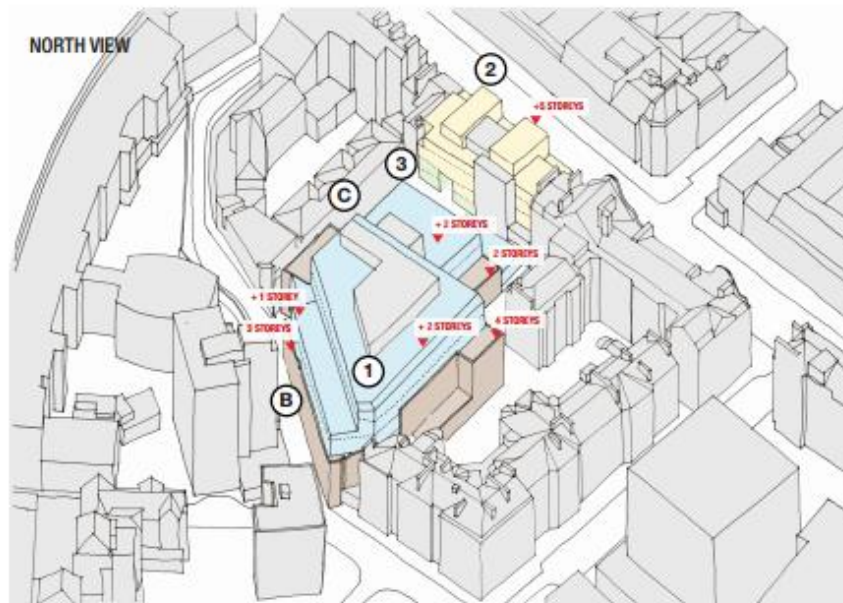 NORTH VIEW
2
+5 STOREYS
3
C
+ 2 STOREYS
2 STOREYS
+ 1 STOREY
3 STOREYS
+ 2 STOREYS
4 STOREYS
1
B